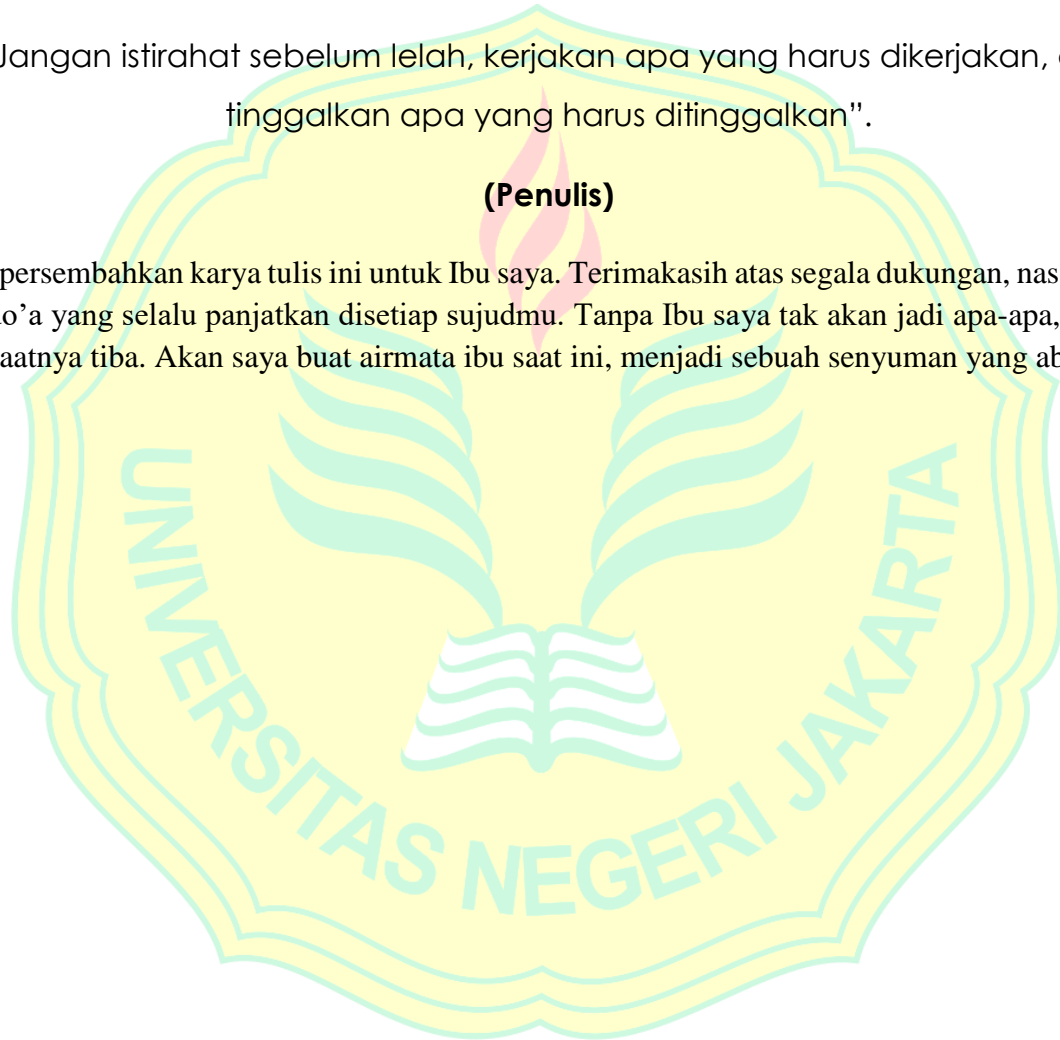 Jangan istirahat sebelum lelah, kerjakan apa yang harus dikerjakan,
tinggalkan apa yang harus ditinggalkan”.
(Penulis)
persembahkan karya tulis ini untuk Ibu saya. Terimakasih atas segala dukungan,
o’a yang selalu panjatkan disetiap sujudmu. Tanpa Ibu saya tak akan jadi apa-apa,
aatnya tiba. Akan saya buat airmata ibu saat ini, menjadi sebuah senyuman yang
UNIVERSITAS NEGERI JAKARTA